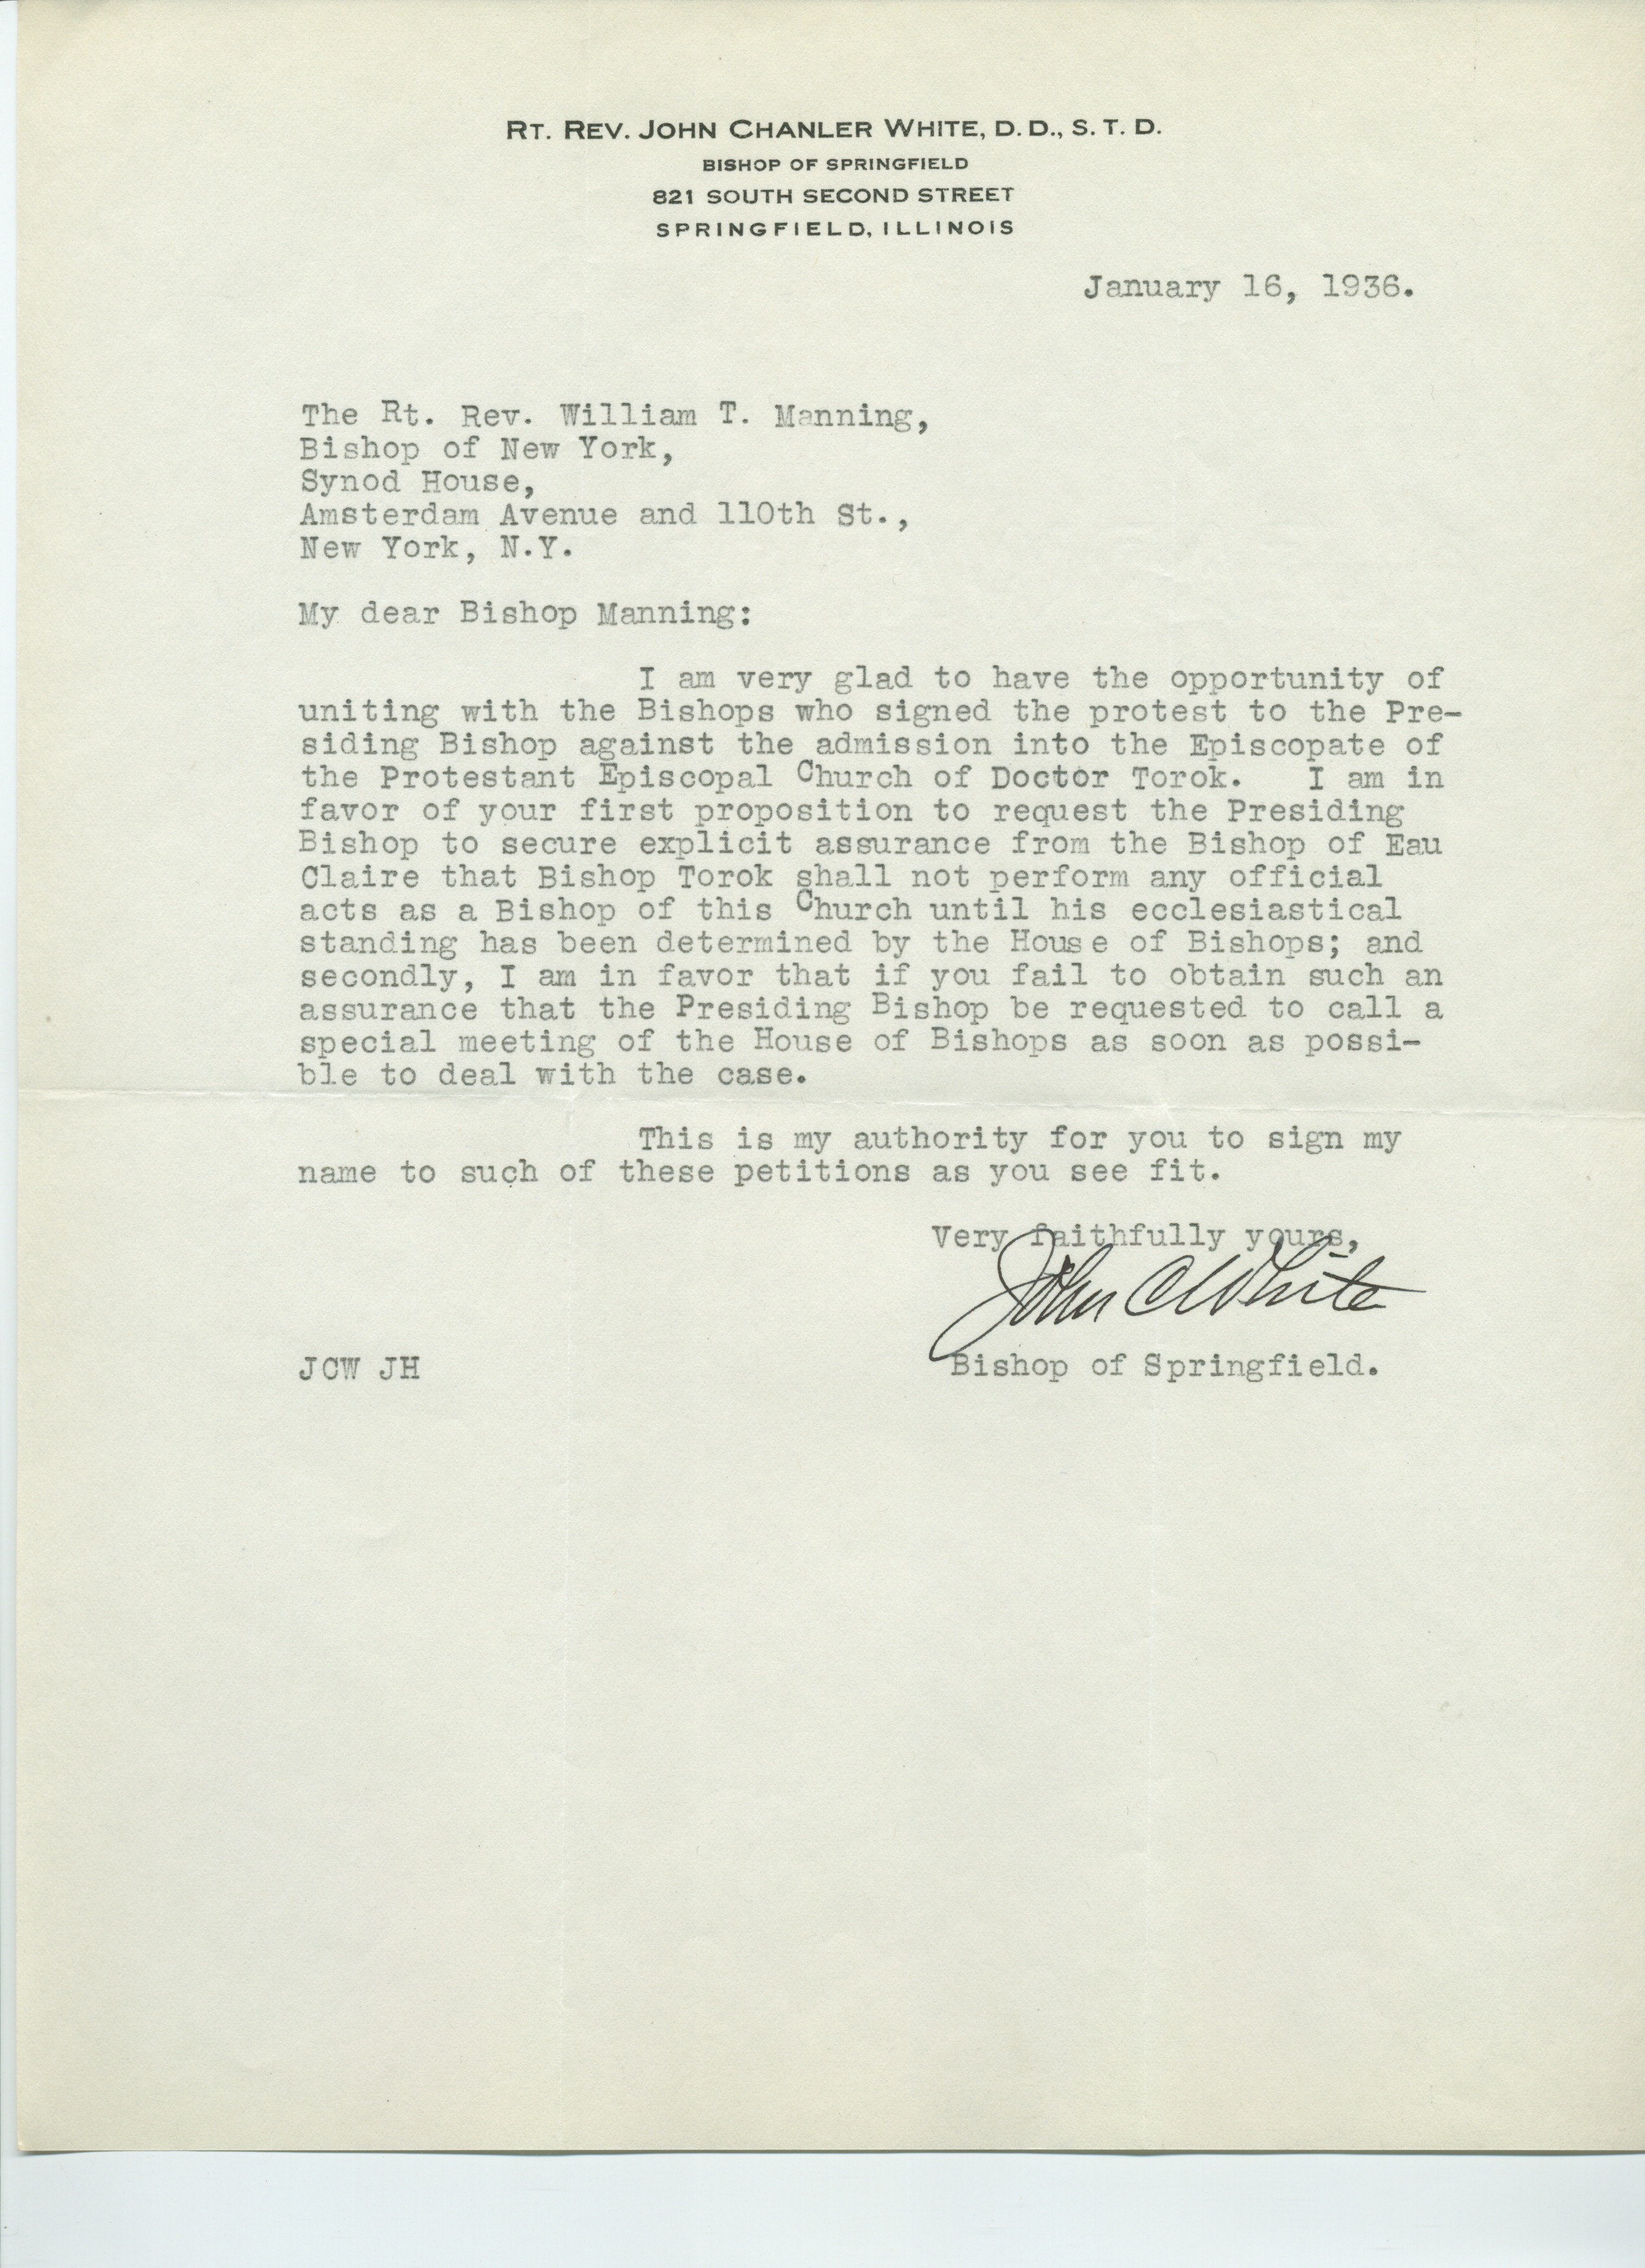 RT. REV. JOHN CHANLER WHITE, D. D., S. T. D.
BISHOP OF SPRINGFIELD
821 SOUTH SECOND STREET
SPRINGFIELD, ILLINOIS
January 16, 1936.
The Rt. Rev. William T. Manning,
Bishop of New York,
Synod House,
Amsterdam Avenue and 110th St.,
New York, N.Y.
My dear Bishop Manning:
I am very glad to have the opportunity of
uniting with the Bishops who signed the protest to the Pre-
siding Bishop against the admission into the Episcopate of
the Protestant Episcopal Church of Doctor Torok. I am in
favor of your first proposition to request the Presiding
Bishop to secure explicit assurance from the Bishop of Eau
Claire that Bishop Torok shall not perform any official
acts as a Bishop of this Church until his ecclesiastical
standing has been determined by the House of Bishops; and
secondly, I am in favor that if you fail to obtain such an
assurance that the Presiding Bishop be requested to call a
special meeting of the House of Bishops as soon as possi-
ble to deal with the case.
This is my authority for you to sign my
name to such of these petitions as you see fit.
Very faithfully yours,
John C White
JCW JH Bishop of Springfield.